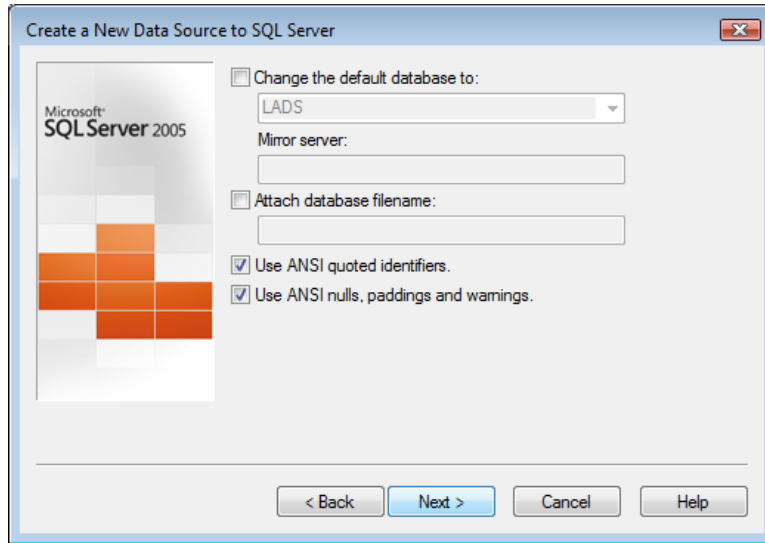 Create a New Data Source to SQL Server
Microsoft
SQL Server 2005
Change the default database to:
LADS
Mirror server:
Attach database filename:
Use ANSI quoted identifiers.
Use ANSI nulls, paddings and warnings.
< Back Next > Cancel Help